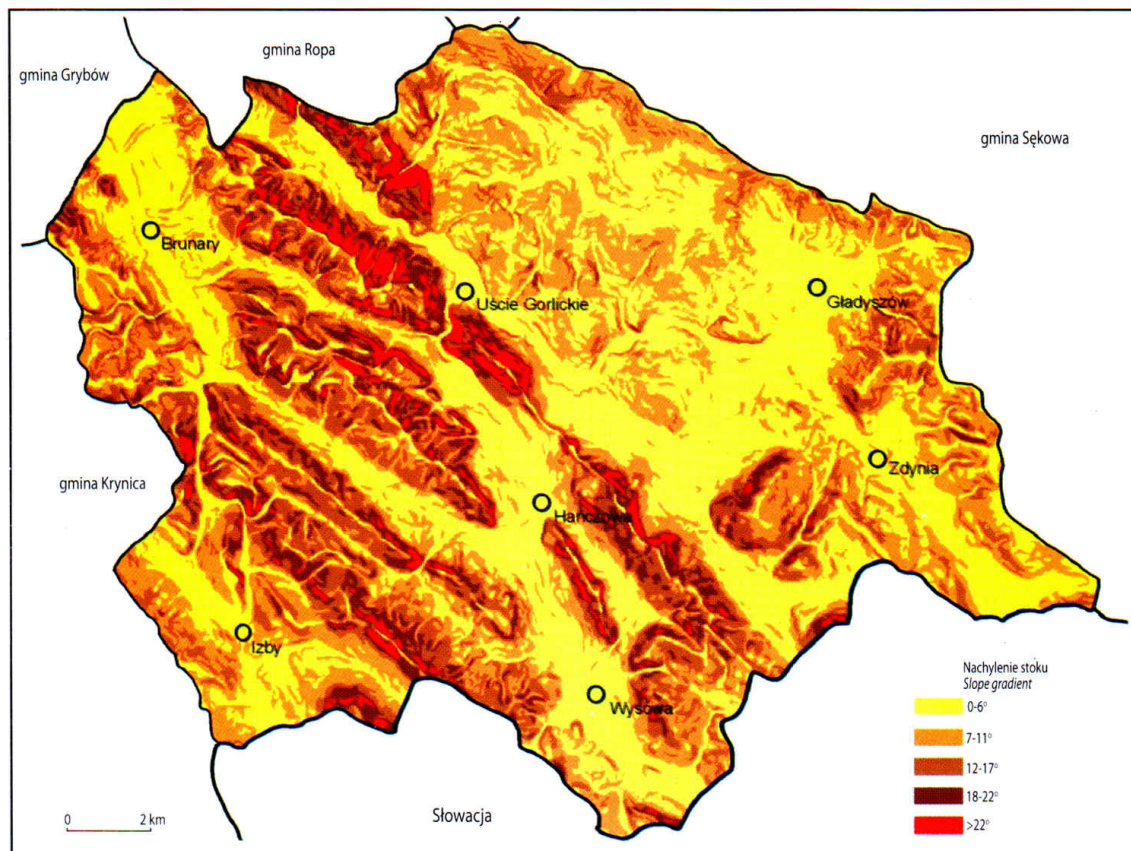 gmina Ropa
gmina Grybów
gmina Sękowa
Brunary
Uście Gorlickie
Gładyszów
Zdynia
gmina Krynica
Hańczowa
Izby
Wysowa
Nachylenie stoku
Slope gradient
0-6°
7-11°
12-17°
18-22°
>22°
0 2 km
Słowacja